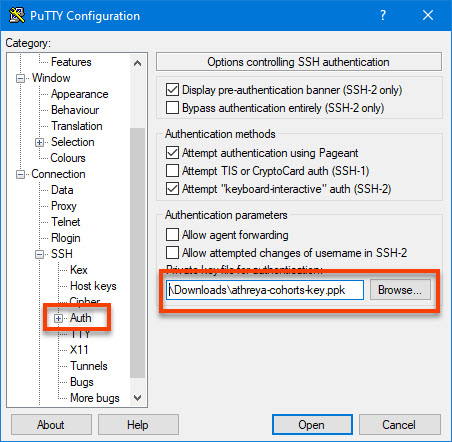 PuTTY Configuration
Category:
Features
Window
Appearance
Behaviour
Translation
Selection
Colours
Connection
Data
Proxy
Telnet
Rlogin
SSH
Kex
Host keys
Cipher
Auth
TTY
X11
Tunnels
Bugs
More bugs
Options controlling SSH authentication
Display pre-authentication banner (SSH-2 only)
Bypass authentication entirely (SSH-2 only)
Authentication methods
Attempt authentication using Pageant
Attempt TIS or CryptoCard auth (SSH-1)
Attempt "keyboard-interactive" auth (SSH-2)
Authentication parameters
Allow agent forwarding
Allow attempted changes of username in SSH-2
Private key file for authentication:
\Downloads\athreya-cohorts-key.ppk
Browse...
About
Help
Open
Cancel